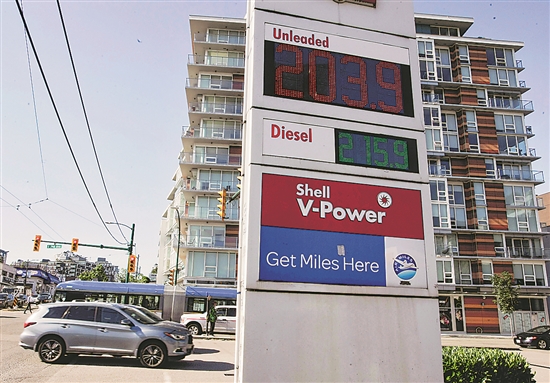 Unleaded
203.9
Diesel
215.9
Shell
V-Power
Get Miles Here